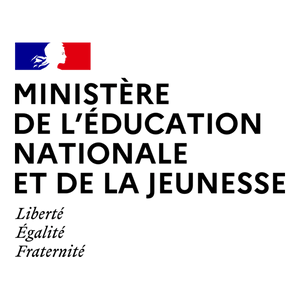 MINISTÈRE
DE L'ÉDUCATION
NATIONALE
ET DE LA JEUNESSE
Liberté
Égalité
Fraternité